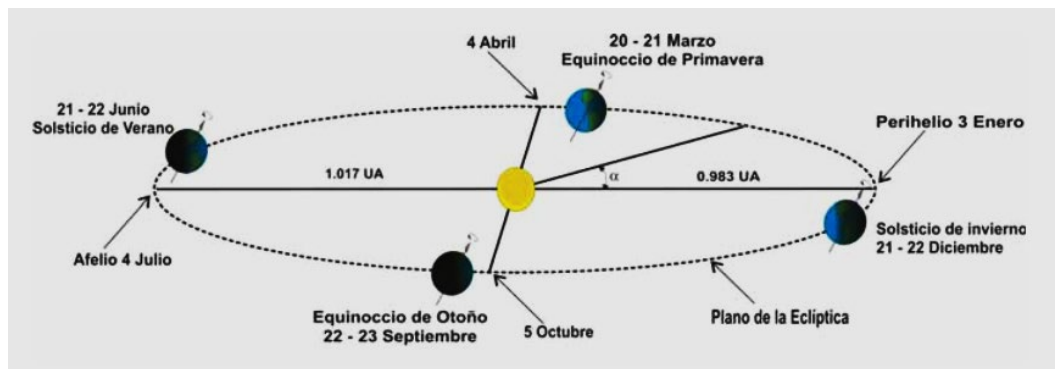 4 Abril
20 - 21 Marzo
Equinoccio de Primavera
21 - 22 Junio
Solsticio de Verano
Perihelio 3 Enero
1.017 UA
α
0.983 UA
Solsticio de invierno
21 - 22 Diciembre
Afelio 4 Julio
Equinoccio de Otoño
22 - 23 Septiembre
5 Octubre
Plano de la Eclíptica